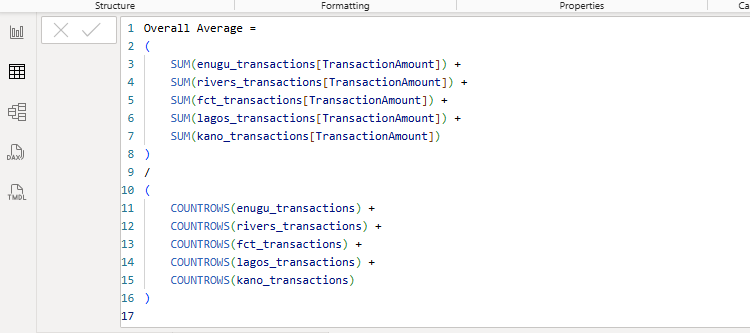 Structure Formatting Properties Ca
1 Overall Average =
2 (
3 SUM(enugu_transactions[TransactionAmount]) +
4 SUM(rivers_transactions[TransactionAmount]) +
5 SUM(fct_transactions[TransactionAmount]) +
6 SUM(lagos_transactions[TransactionAmount]) +
7 SUM(kano_transactions[TransactionAmount])
8 )
9 /
10 (
11 COUNTROWS(enugu_transactions) +
12 COUNTROWS(rivers_transactions) +
13 COUNTROWS(fct_transactions) +
14 COUNTROWS(lagos_transactions) +
15 COUNTROWS(kano_transactions)
16 )
17
DAX
TMDL